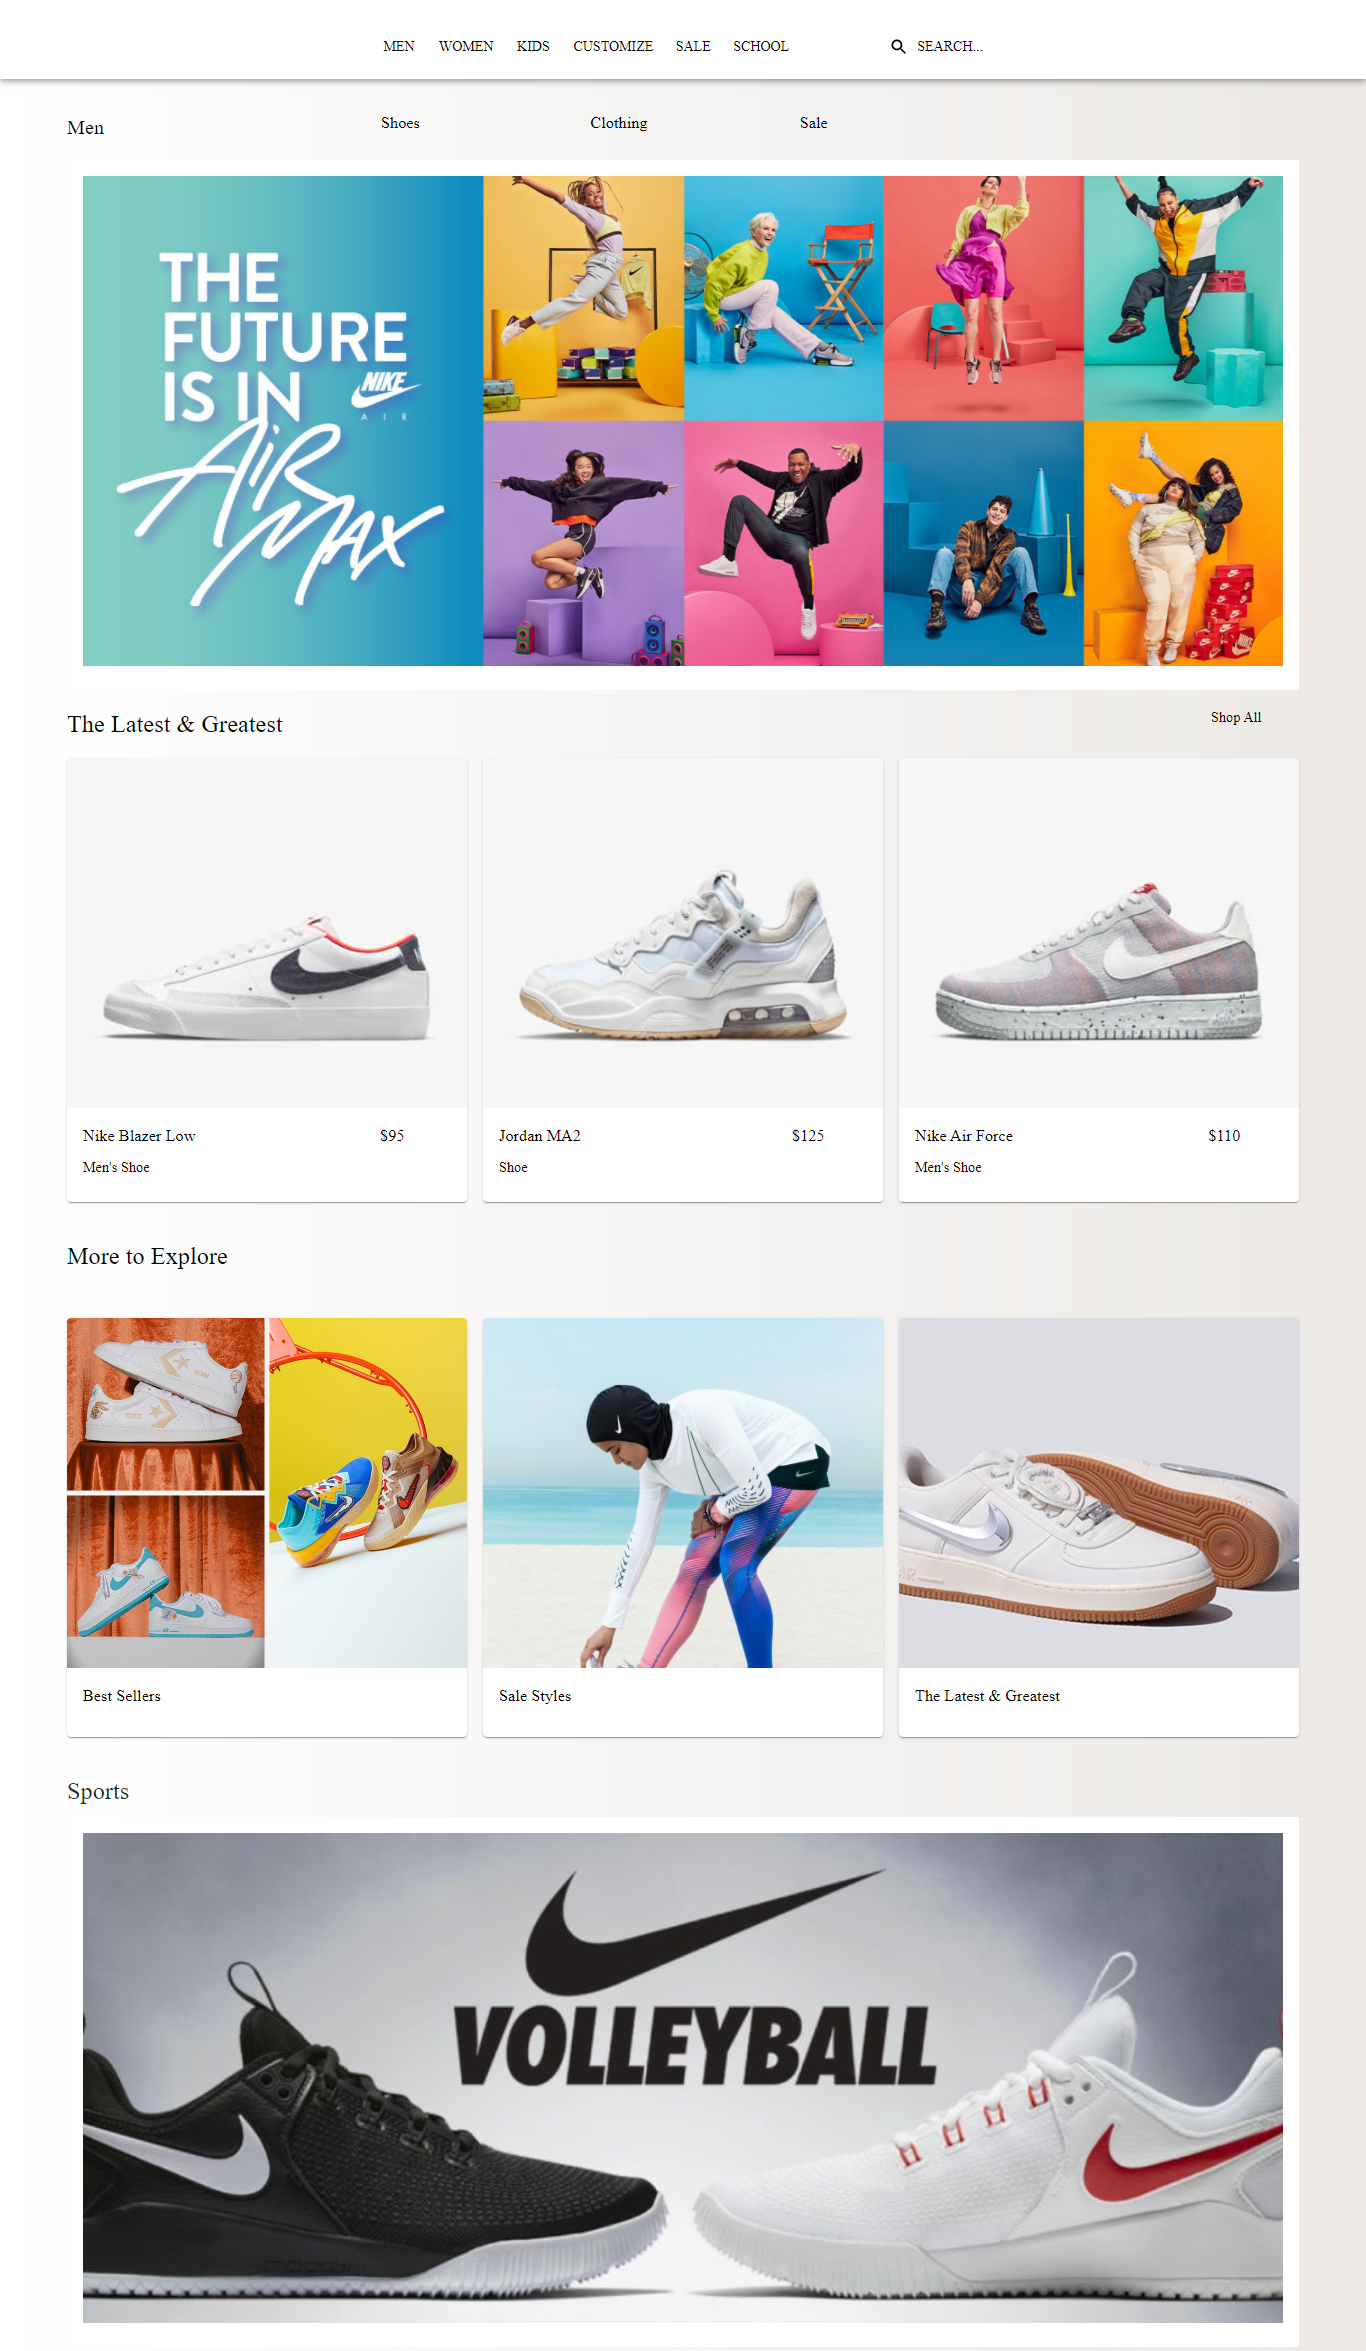 MEN WOMEN KIDS CUSTOMIZE SALE SCHOOL SEARCH...
Men Shoes Clothing Sale
THE
FUTURE
IS IN
NIKE
AIR
AIR
MAX
The Latest & Greatest Shop All
Nike Blazer Low $95
Men's Shoe
Jordan MA2 $125
Shoe
Nike Air Force $110
Men's Shoe
More to Explore
Best Sellers
Sale Styles
The Latest & Greatest
Sports
VOLLEYBALL